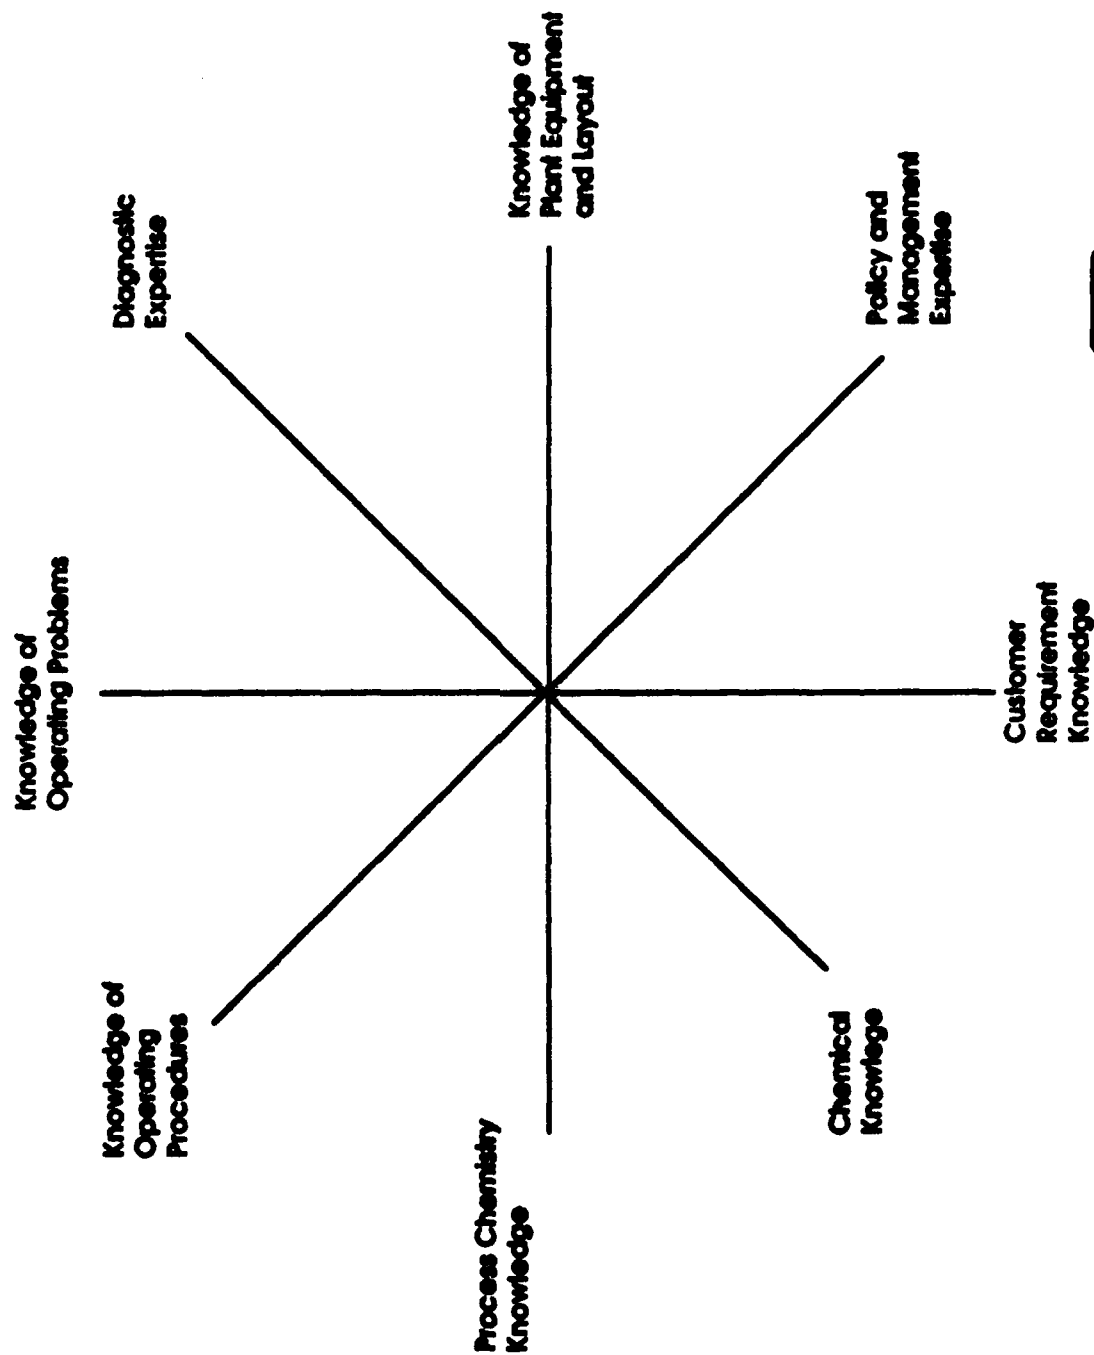 Knowledge of
Operating Problems
Knowledge of
Operating
Procedures
Diagnostic
Expertise
Process Chemistry
Knowledge
Knowledge of
Plant Equipment
and Layout
Chemical
Knowlege
Policy and
Management
Expertise
Customer
Requirement
Knowledge